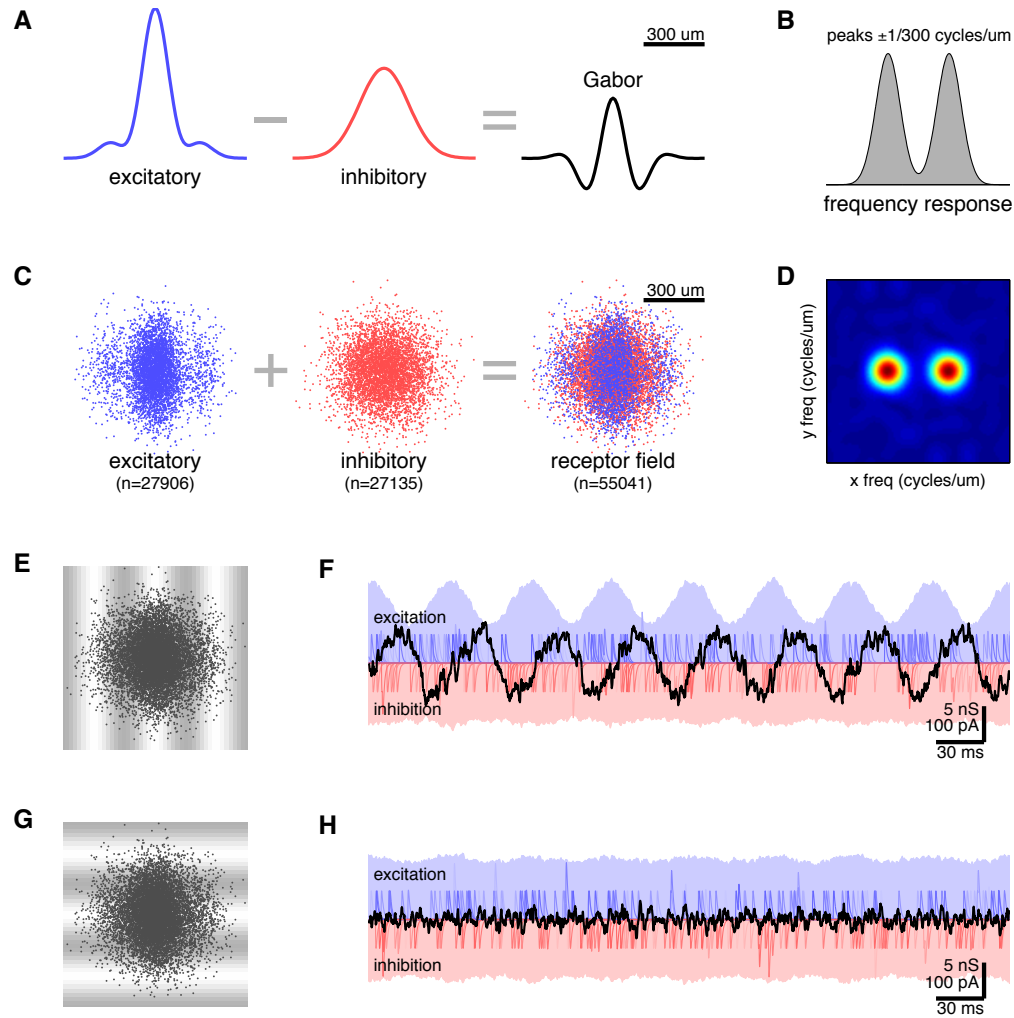 A
B
300 um
peaks ±1/300 cycles/um
Gabor
excitatory
inhibitory
frequency response
C
D
300 um
y freq (cycles/um)
excitatory
(n=27906)
inhibitory
(n=27135)
receptor field
(n=55041)
x freq (cycles/um)
E
F
excitation
inhibition
5 nS
100 pA
30 ms
G
H
excitation
inhibition
5 nS
100 pA
30 ms